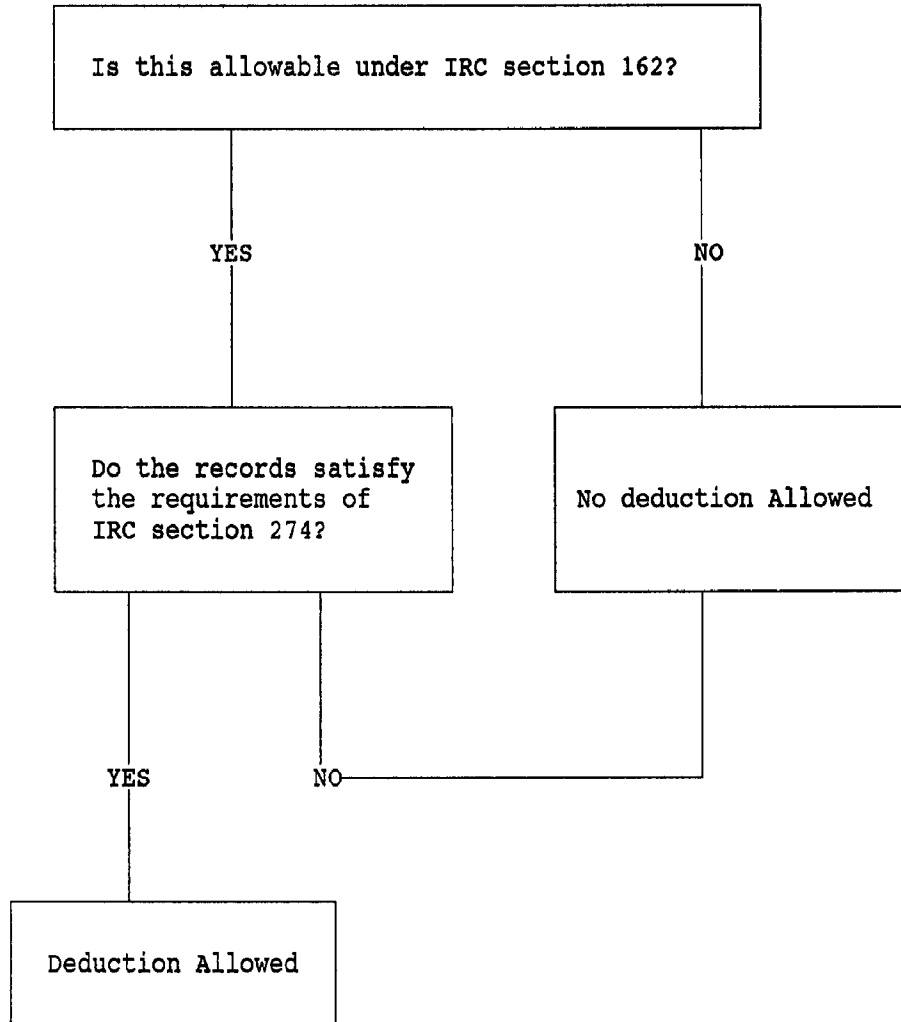 Is this allowable under IRC section 162?
YES
NO
Do the records satisfy
the requirements of
IRC section 274?
No deduction Allowed
YES
NO
Deduction Allowed